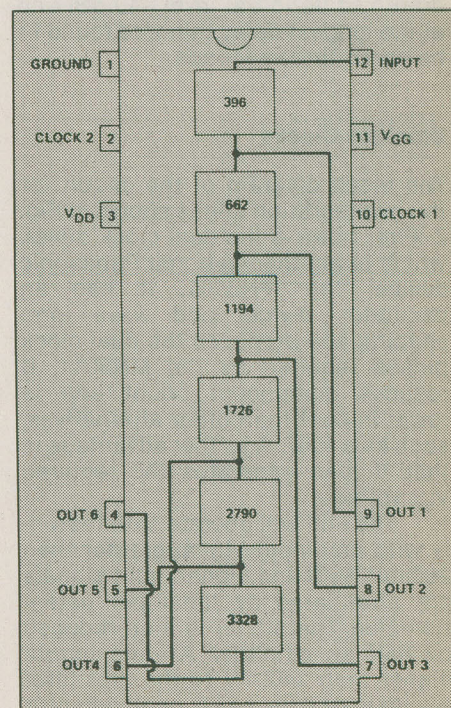 GROUND 1
12 INPUT
396
CLOCK 2 2
11 VGG
662
VDD 3
10 CLOCK 1
1194
1726
OUT 6 4
2790
9 OUT 1
OUT 5 5
8 OUT 2
3328
OUT4 6
7 OUT 3